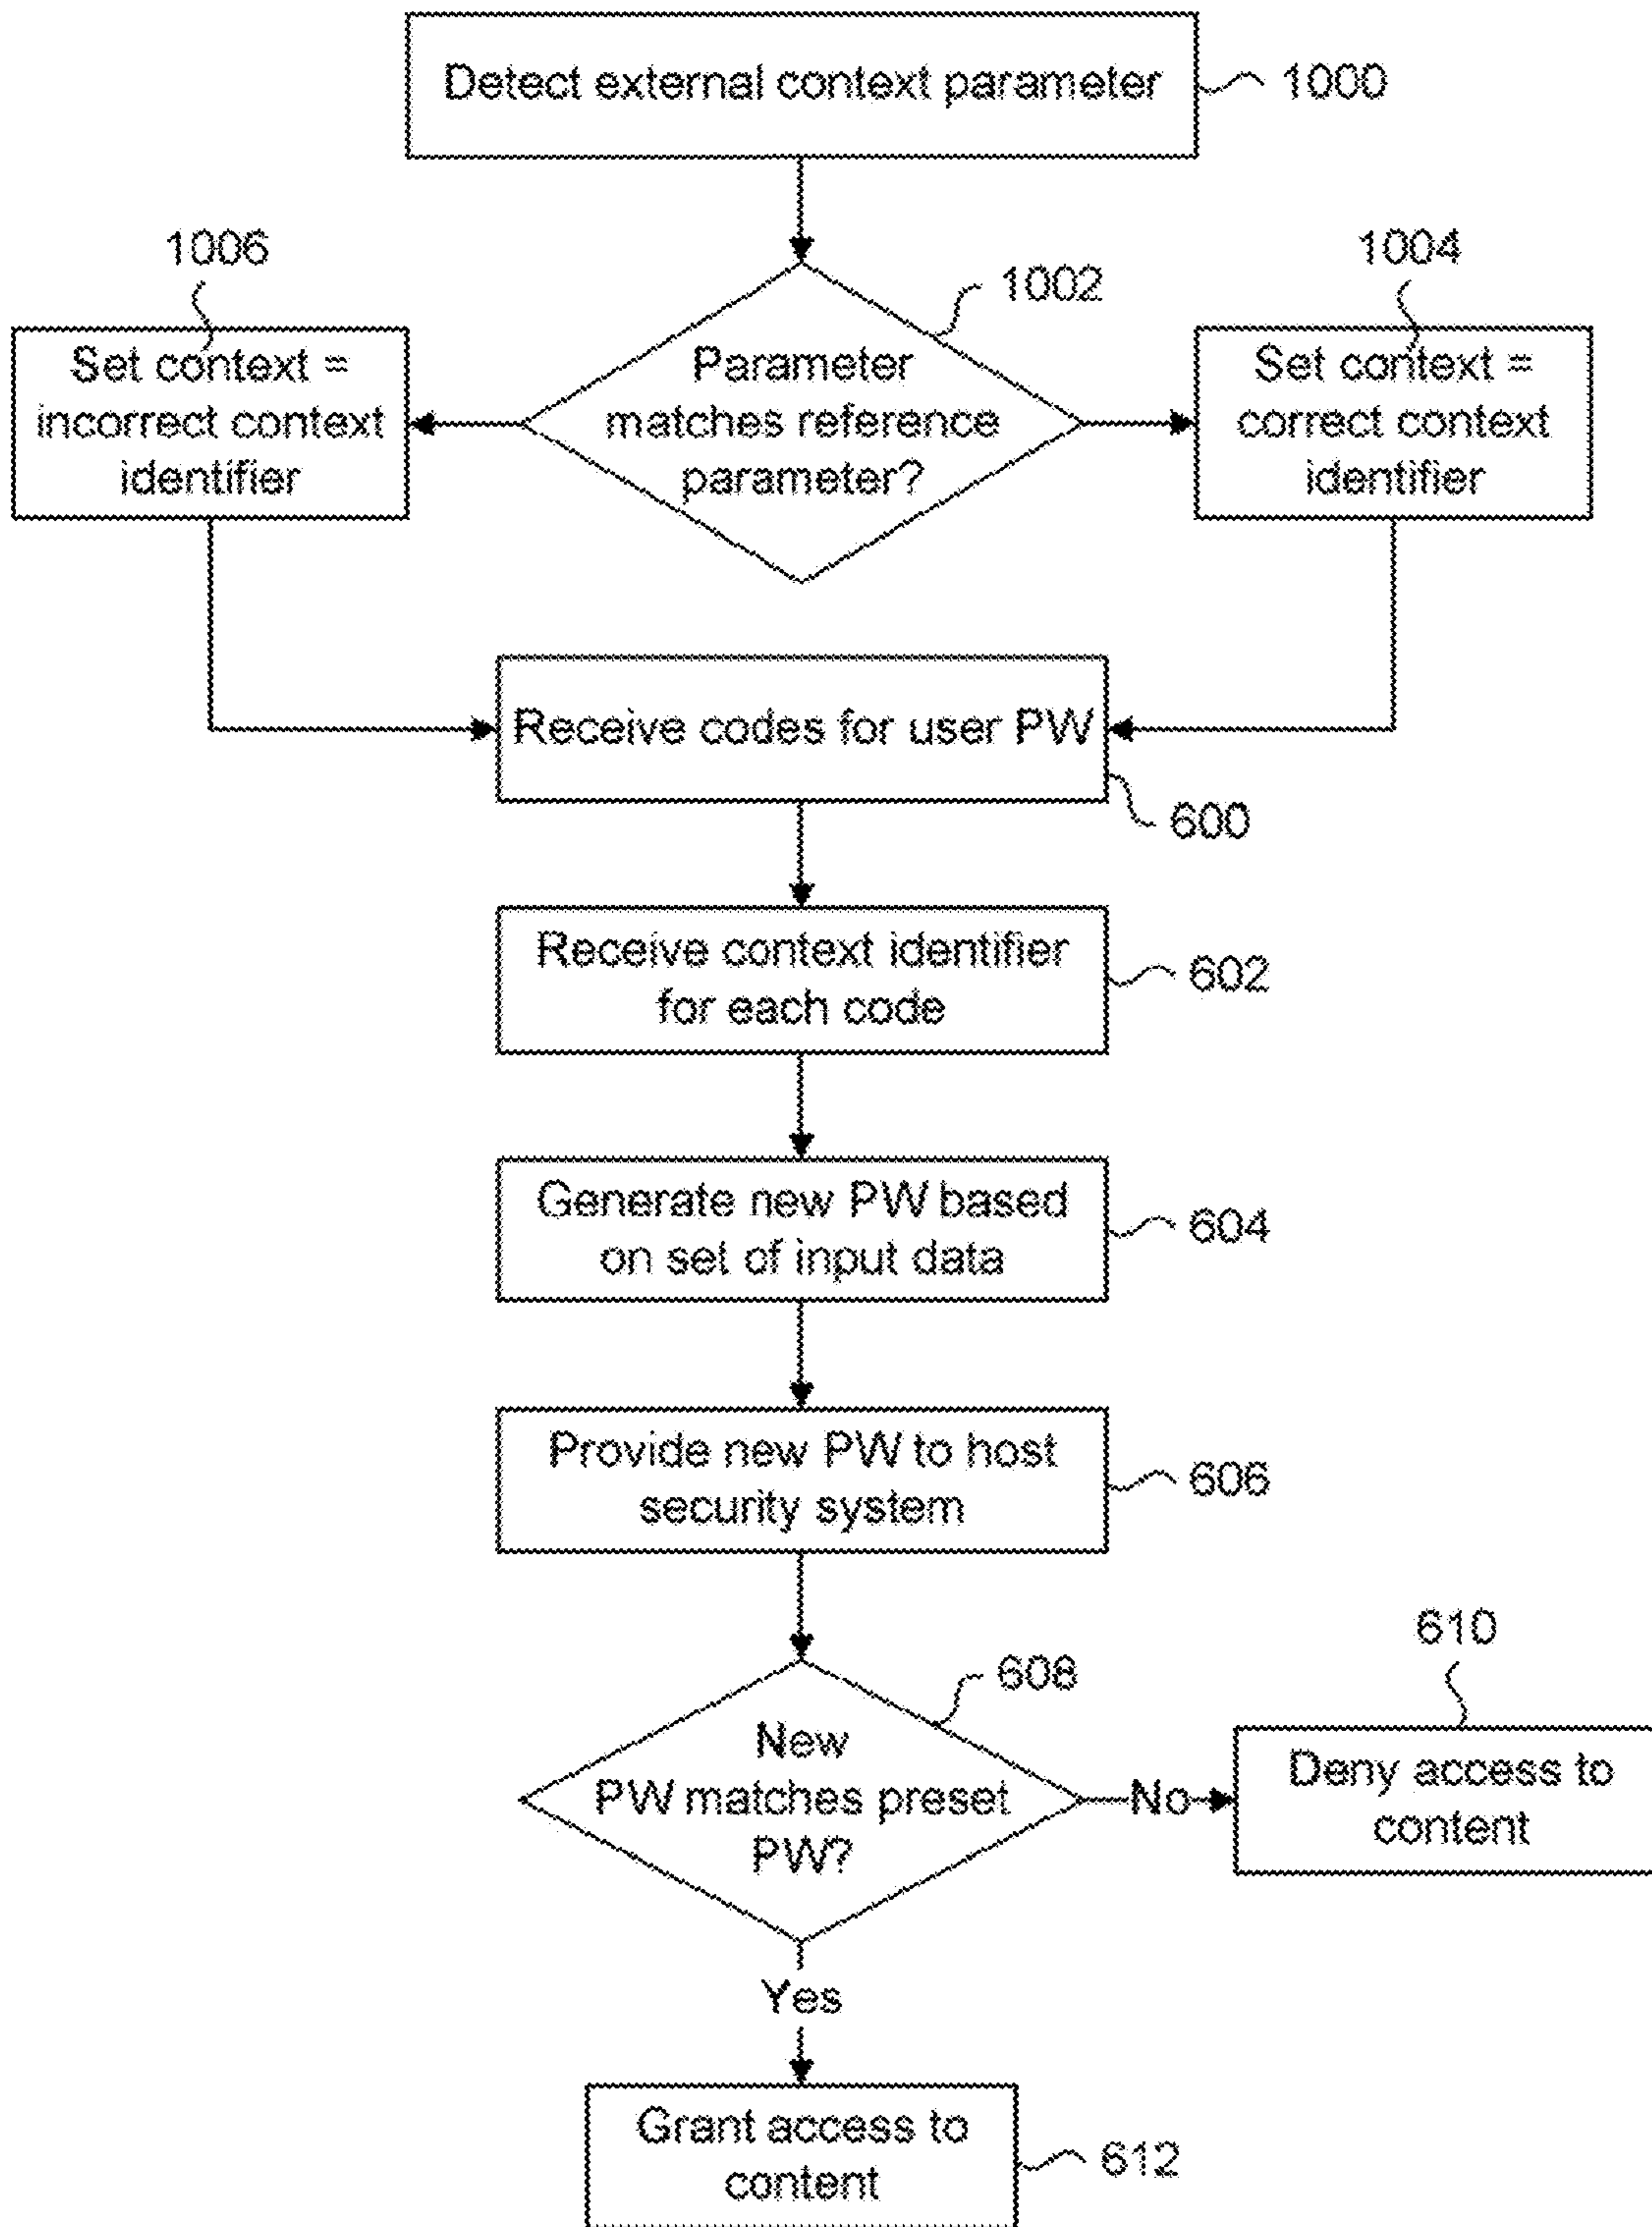 Detect external context parameter
1000
1006
1004
1002
Set context =
incorrect context
identifier
Parameter
matches reference
parameter?
Set context =
correct context
identifier
Receive codes for user PW
600
Receive context identifier
for each code
602
Generate new PW based
on set of input data
604
Provide new PW to host
security system
606
608
New
PW matches preset
PW?
No
610
Deny access to
content
Yes
Grant access to
content
612